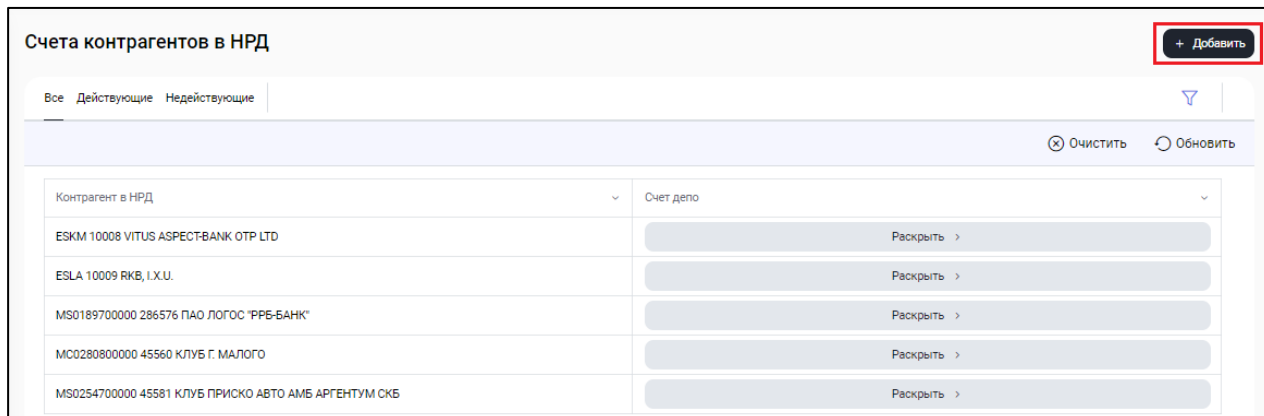 Счета контрагентов в НРД
+ Добавить
Все Действующие Недействующие
Очистить Обновить
Контрагент в НРД Счет депо
ESKM 10008 VITUS ASPECT-BANK OTP LTD Раскрыть >
ESLA 10009 RKB, I.X.U. Раскрыть >
MS0189700000 286576 ПАО ЛОГОС "РРБ-БАНК" Раскрыть >
MC0280800000 45560 КЛУБ Г. МАЛОГО Раскрыть >
MS0254700000 45581 КЛУБ ПРИСКО АВТО АМБ АРГЕНТУМ СКБ Раскрыть >